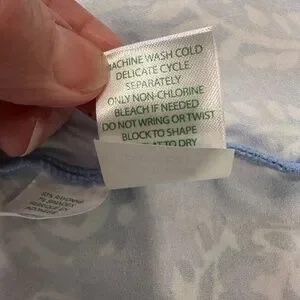 MACHINE WASH COLD
DELICATE CYCLE
SEPARATELY
ONLY NON-CHLORINE
BLEACH IF NEEDED
DO NOT WRING OR TWIST
BLOCK TO SHAPE
FLAT TO DRY